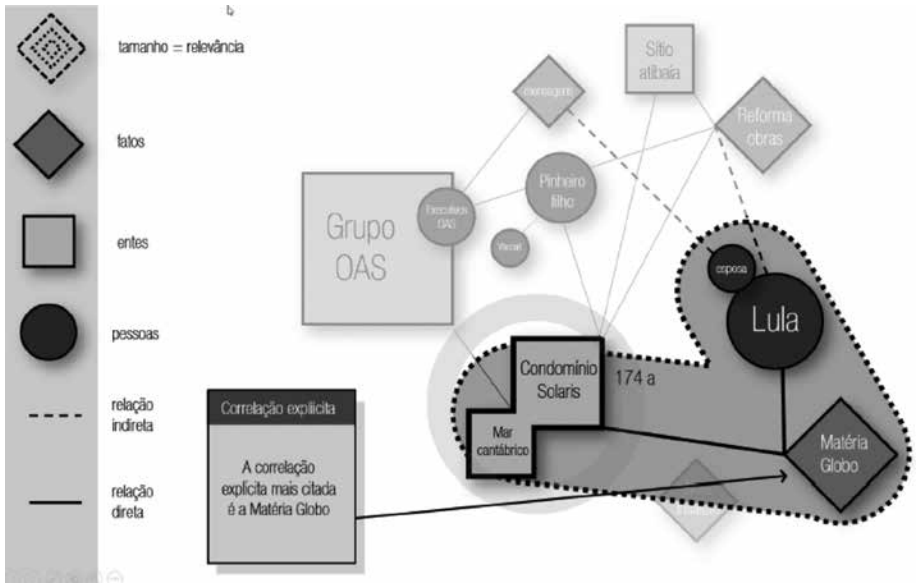 tamanho = relevância
fatos
entes
pessoas
relação
indireta
relação
direta
mensagem
Sítio
atibaia
Reforma
obras
Pinheiro
filho
Executivos
OAS
Grupo
OAS
esposa
Lula
Condomínio
Solaris
174 a
Mar
cantábrico
Matéria
Globo
Correlação explícita
A correlação
explícita mais citada
é a Matéria Globo